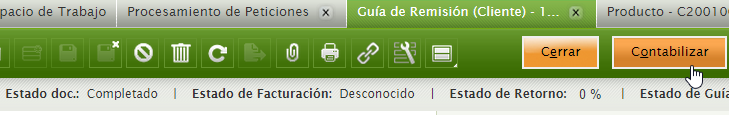 pacio de Trabajo Procesamiento de Peticiones x Guía de Remisión (Cliente) - 1... x Producto - C20010
Cerrar Contabilizar
Estado doc.: Completado | Estado de Facturación: Desconocido | Estado de Retorno: 0 % | Estado de Guía